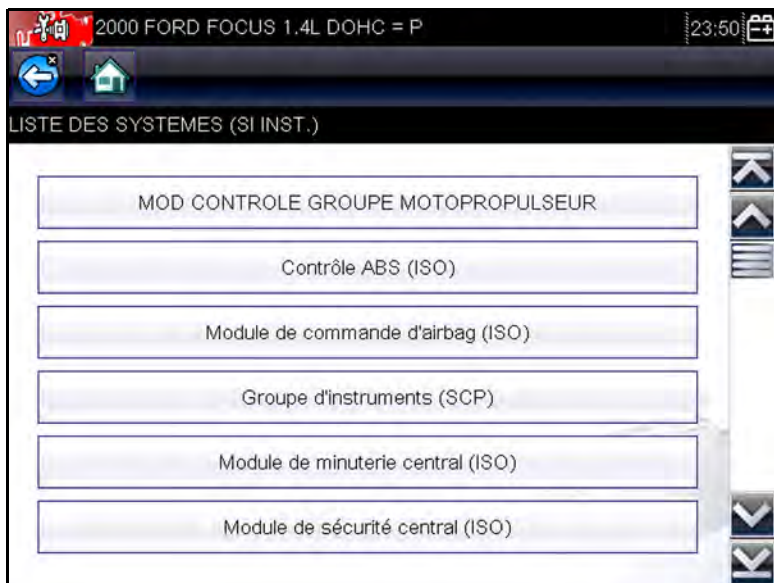 2000 FORD FOCUS 1.4L DOHC = P 23:50
LISTE DES SYSTEMES (SI INST.)
MOD CONTROLE GROUPE MOTOPROPULSEUR
Contrôle ABS (ISO)
Module de commande d'airbag (ISO)
Groupe d'instruments (SCP)
Module de minuterie central (ISO)
Module de sécurité central (ISO)